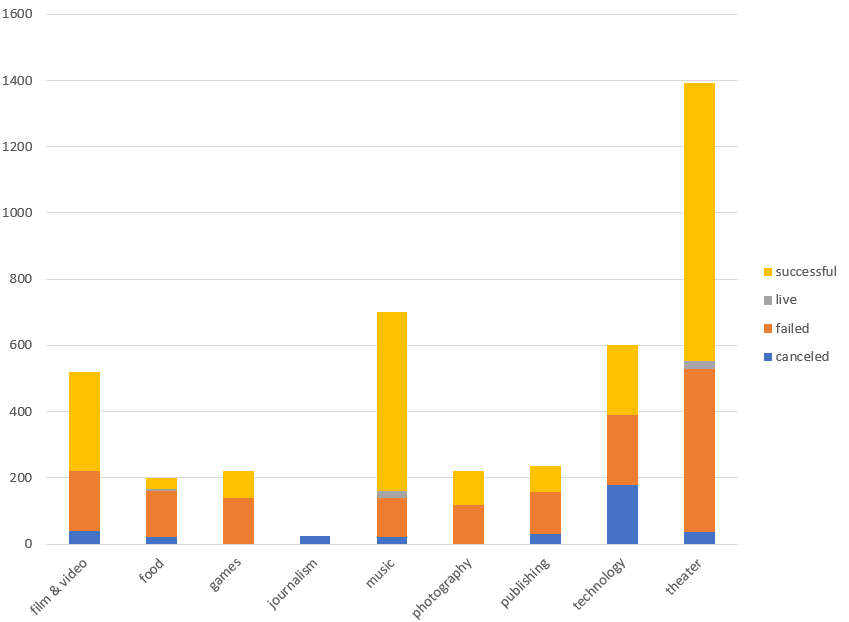 1600
1400
1200
1000
800
600
400
200
0
film & video
food
games
journalism
music
photography
publishing
technology
theater
successful
live
failed
canceled